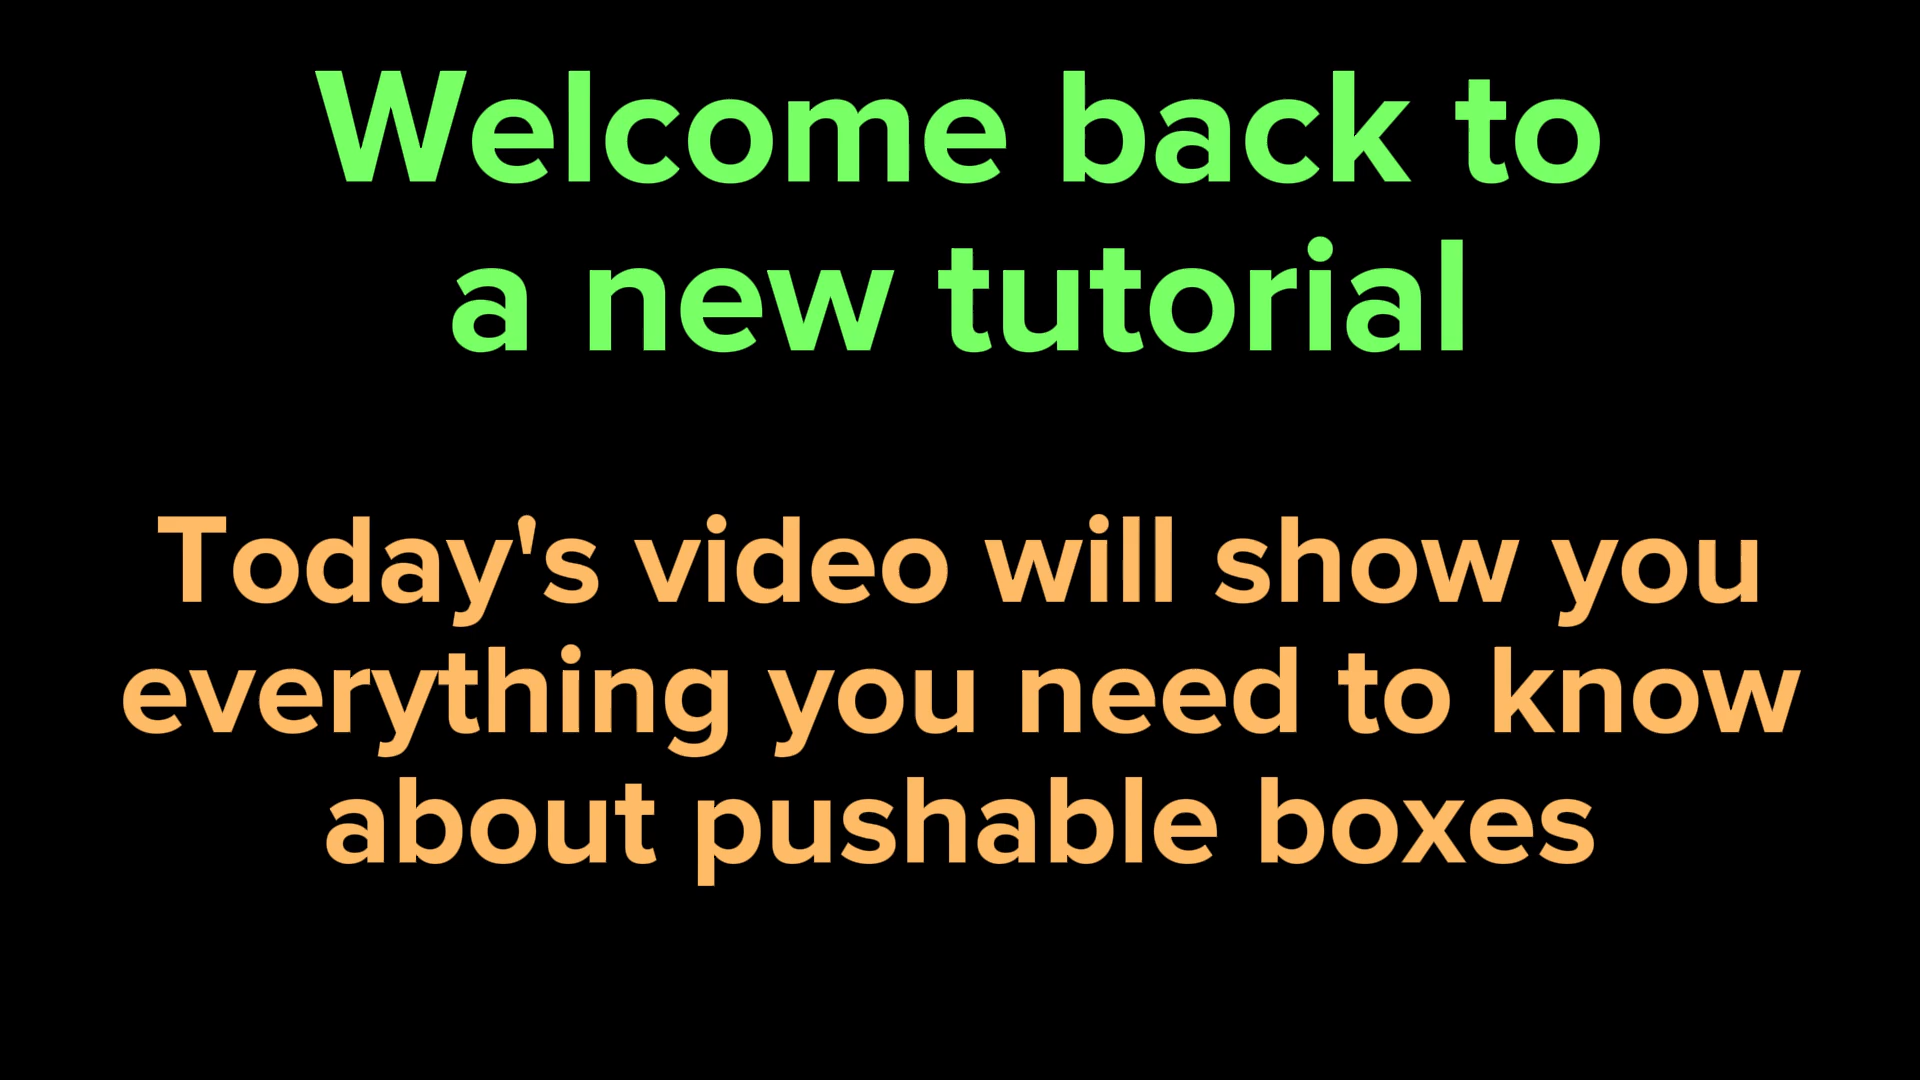 Welcome back to
a new tutorial
Today's video will show you
everything you need to know
about pushable boxes